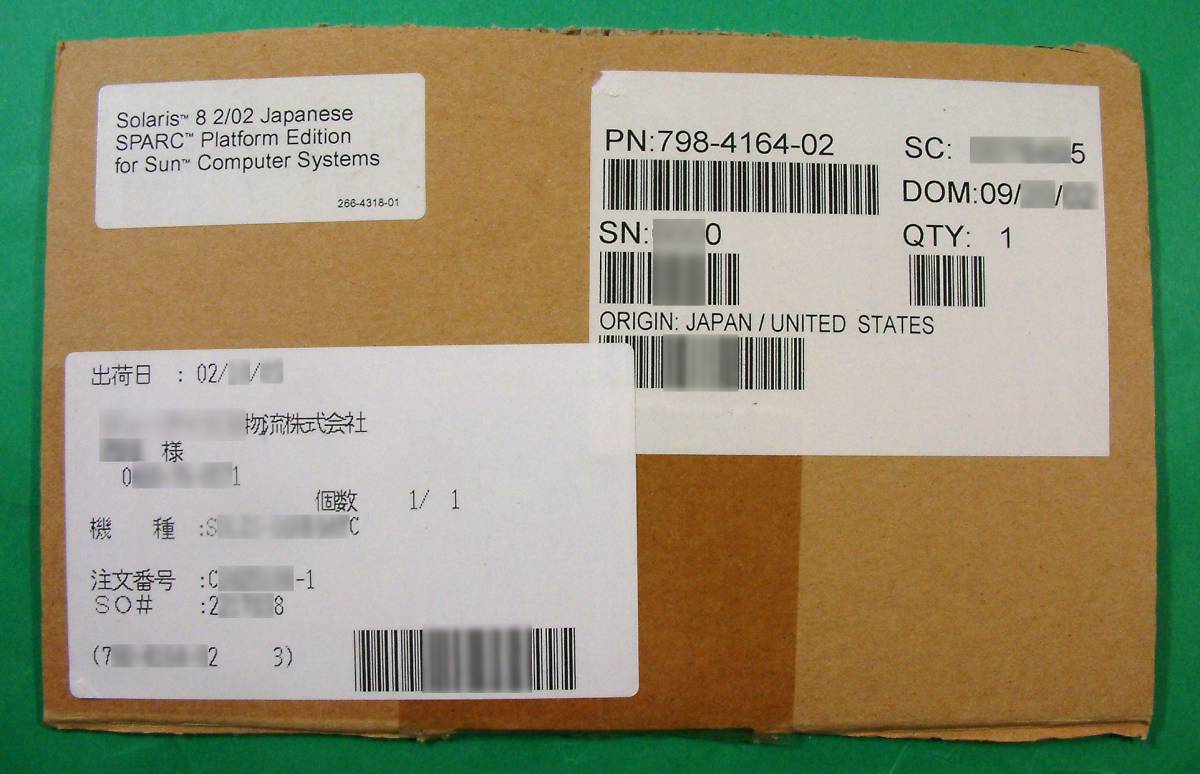 Solaris™ 8 2/02 Japanese
SPARC™ Platform Edition
for Sun™ Computer Systems
266-4318-01
PN:798-4164-02
SC: 5
DOM:09/ /
SN: 0
QTY: 1
ORIGIN: JAPAN / UNITED STATES
出荷日 : 02/ /
物流株式会社
様
0 1
個数 1/ 1
機 種 :S C
注文番号 :C -1
SO# :2 8
(7 2 3)